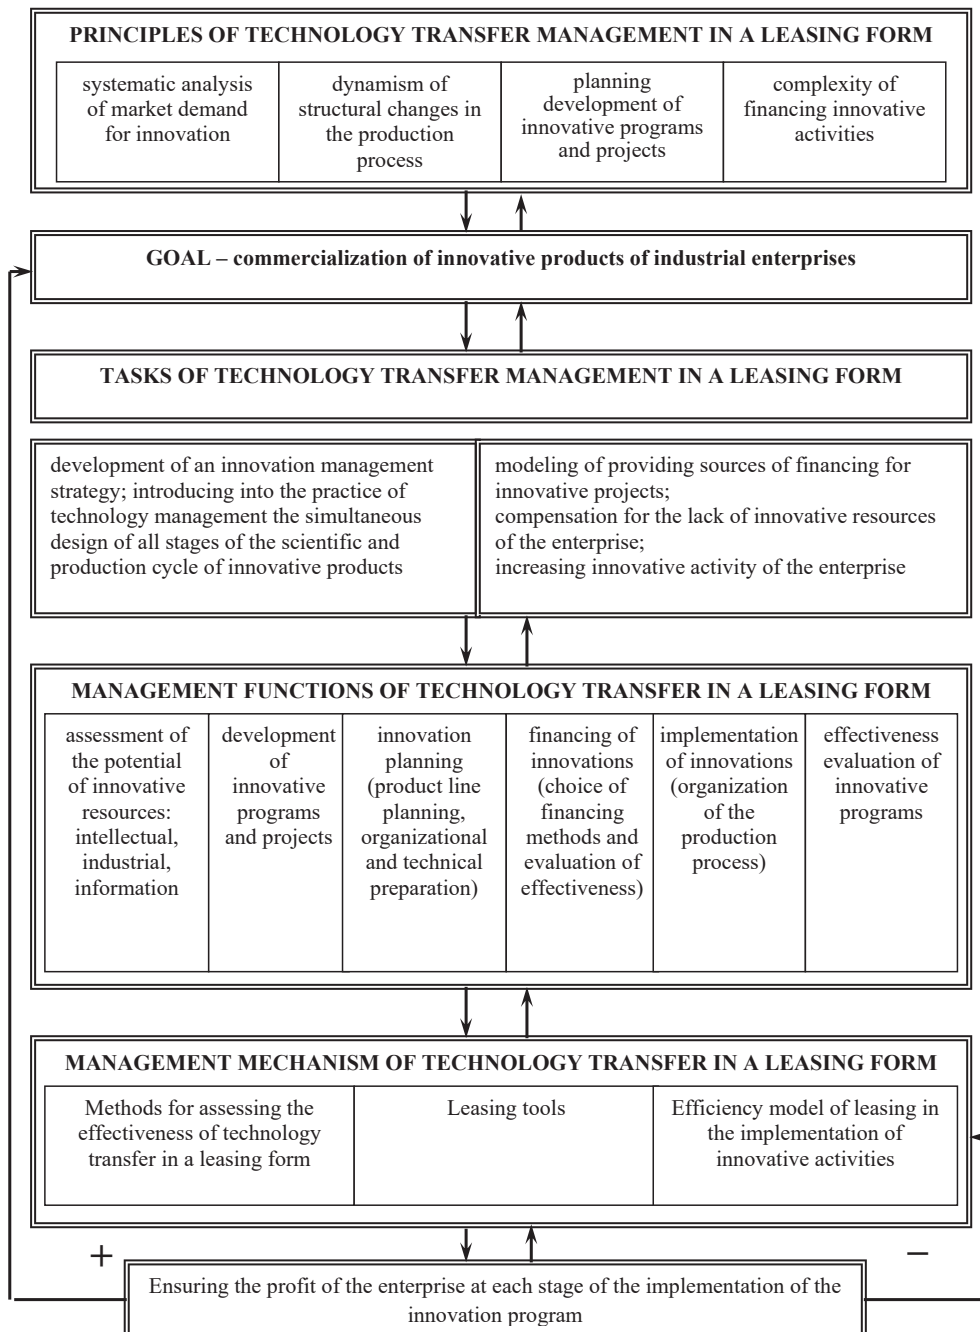 PRINCIPLES OF TECHNOLOGY TRANSFER MANAGEMENT IN A LEASING FORM
systematic analysis
of market demand
for innovation
dynamism of
structural changes in
the production
process
planning
development of
innovative programs
and projects
complexity of
financing innovative
activities
GOAL – commercialization of innovative products of industrial enterprises
TASKS OF TECHNOLOGY TRANSFER MANAGEMENT IN A LEASING FORM
development of an innovation management
strategy; introducing into the practice of
technology management the simultaneous
design of all stages of the scientific and
production cycle of innovative products
modeling of providing sources of financing for
innovative projects;
compensation for the lack of innovative resources
of the enterprise;
increasing innovative activity of the enterprise
MANAGEMENT FUNCTIONS OF TECHNOLOGY TRANSFER IN A LEASING FORM
assessment of
the potential
of innovative
resources:
intellectual,
industrial,
information
development
of
innovative
programs
and projects
innovation
planning
(product line
planning,
organizational
and technical
preparation)
financing of
innovations
(choice of
financing
methods and
evaluation of
effectiveness)
implementation
of innovations
(organization
of the
production
process)
effectiveness
evaluation of
innovative
programs
MANAGEMENT MECHANISM OF TECHNOLOGY TRANSFER IN A LEASING FORM
Methods for assessing the
effectiveness of technology
transfer in a leasing form
Leasing tools
Efficiency model of leasing in
the implementation of
innovative activities
+
–
Ensuring the profit of the enterprise at each stage of the implementation of the
innovation program